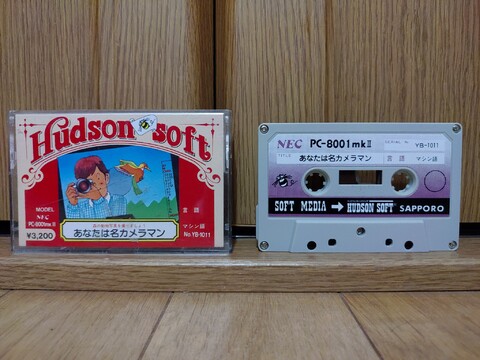 Hudson soft
MODEL
NEC
PC-8001mkⅡ
¥3,200
言語
マシン語
No.YB-1011
あなたは名カメラマン
NEC PC-8001mkⅡ
YB-1011
TITLE
あなたは名カメラマン
言語
マシン語
SOFT MEDIA → HUDSON SOFT SAPPORO